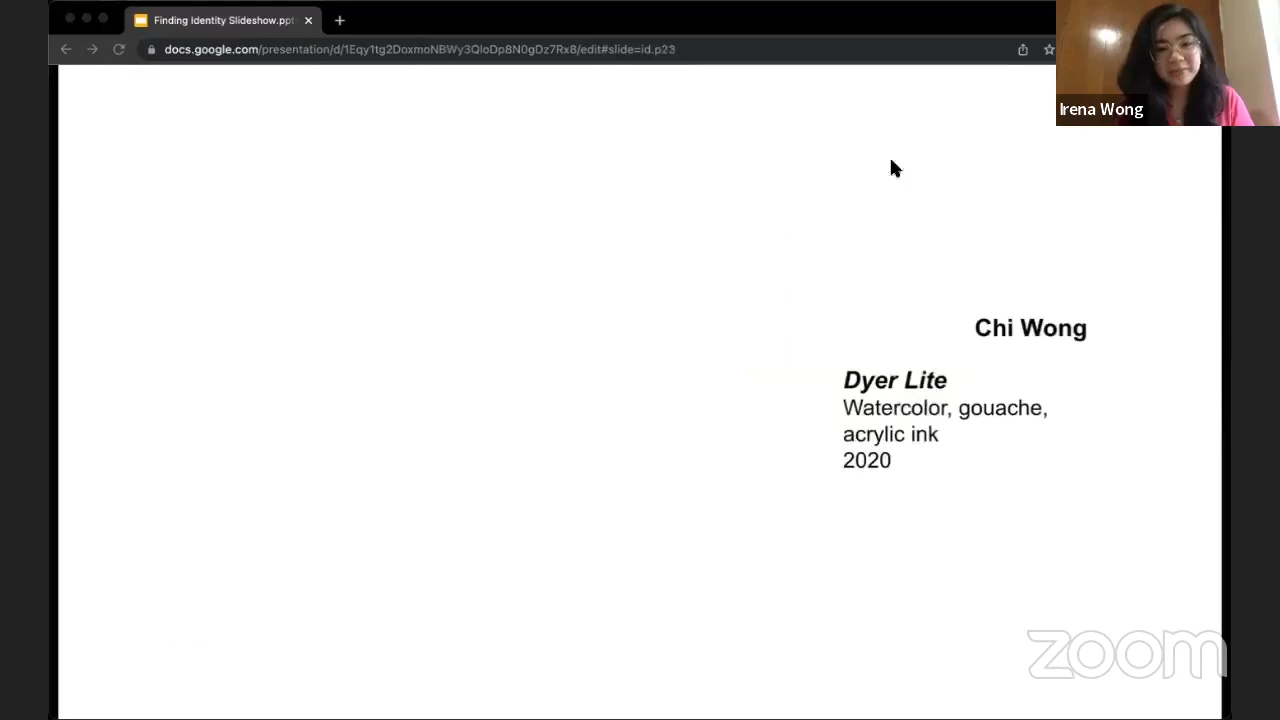 Finding Identity Slideshow.ppt
docs.google.com/presentation/d/1Eqy1tg2DoxmoNBWy3QloDp8N0gDz7Rx8/edit#slide=id.p23
Irena Wong
Chi Wong
Dyer Lite
Watercolor, gouache,
acrylic ink
2020
zoom